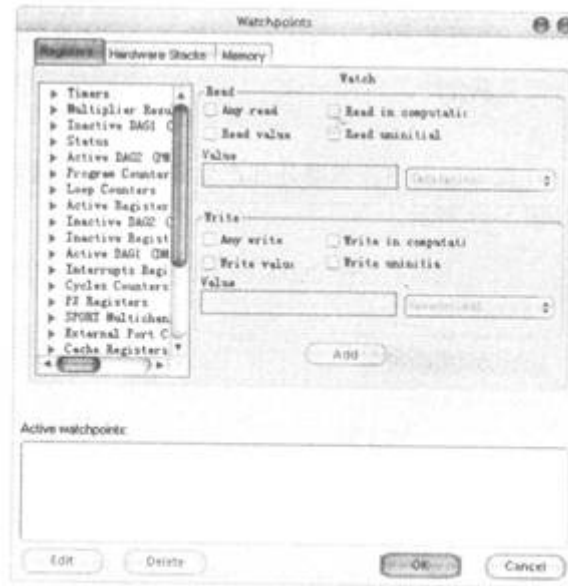 Watchpoints
Registers Hardware Stacks Memory
Timers
Multiplier Resu
Inactive DAG1 (
Status
Active DAG2 (DM
Program Counter
Loop Counters
Active Register
Inactive DAG2 (
Inactive Regist
Active DAG1 (DM
Interrupts Regi
Cycles Counters
PX Registers
SPORT Multichan
External Port C
Cache Registers
Watch
Read
Any read Read in computati
Read value Read uninitial
Value
Write
Any write Write in computati
Write value Write uninitia
Value
Add
Active watchpoints:
Edit Delete OK Cancel